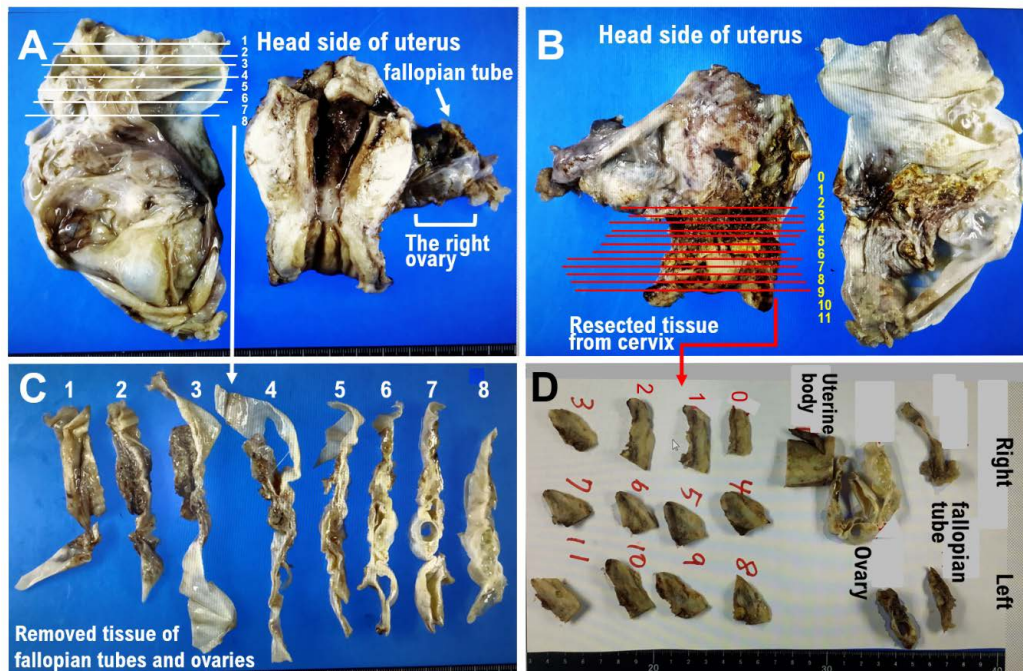 A
1
2
3
4
5
6
7
8
Head side of uterus
fallopian tube
The right
ovary
B
Head side of uterus
0
1
2
3
4
5
6
7
8
9
10
11
Resected tissue
from cervix
C
1 2 3 4 5 6 7 8
Removed tissue of
fallopian tubes and ovaries
D
3 2 1 0
7 6 5 4
11 10 9 8
Uterine
body
Ovary
fallopian
tube
Right
Left
20